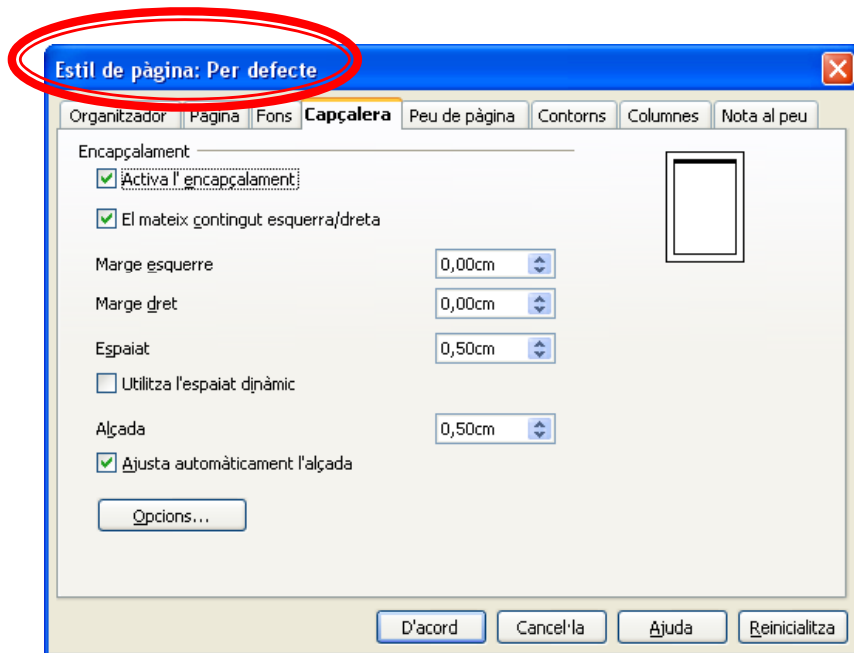 Estil de pàgina: Per defecte
Organitzador Pàgina Fons Capçalera Peu de pàgina Contorns Columnes Nota al peu
Encapçalament
Activa l' encapçalament
El mateix contingut esquerra/dreta
Marge esquerre 0,00cm
Marge dret 0,00cm
Espaiat 0,50cm
Utilitza l'espaiat dinàmic
Alçada 0,50cm
Ajusta automàticament l'alçada
Opcions...
D'acord Cancel·la Ajuda Reinicialitza